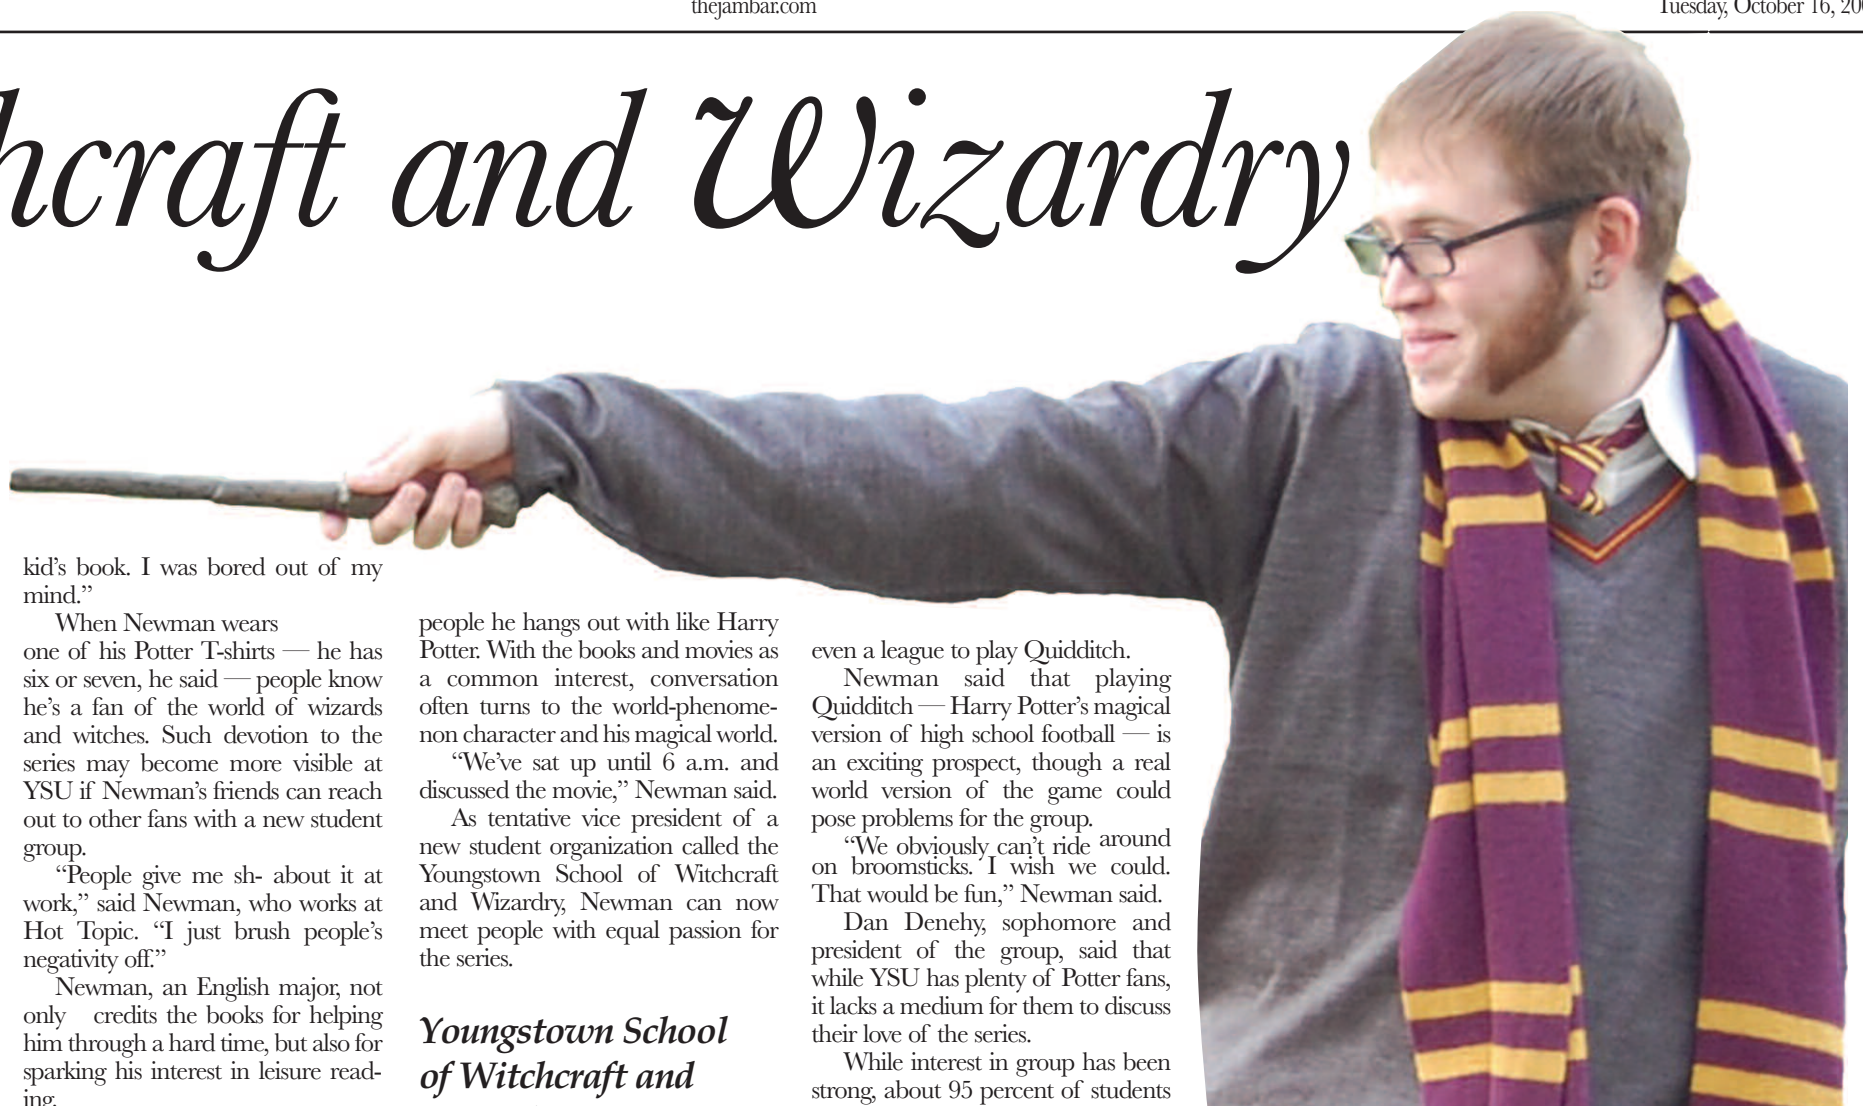 thejambar.com
Tuesday, October 16, 20
hcraft and Wizardry
kid's book. I was bored out of my
mind.”
When Newman wears
one of his Potter T-shirts — he has
six or seven, he said — people know
he's a fan of the world of wizards
and witches. Such devotion to the
series may become more visible at
YSU if Newman's friends can reach
out to other fans with a new student
group.
“People give me sh- about it at
work,” said Newman, who works at
Hot Topic. “I just brush people's
negativity off.”
Newman, an English major, not
only credits the books for helping
him through a hard time, but also for
sparking his interest in leisure read-
ing.
people he hangs out with like Harry
Potter. With the books and movies as
a common interest, conversation
often turns to the world-phenome-
non character and his magical world.
“We've sat up until 6 a.m. and
discussed the movie,” Newman said.
As tentative vice president of a
new student organization called the
Youngstown School of Witchcraft
and Wizardry, Newman can now
meet people with equal passion for
the series.
Youngstown School
of Witchcraft and
even a league to play Quidditch.
Newman said that playing
Quidditch — Harry Potter's magical
version of high school football — is
an exciting prospect, though a real
world version of the game could
pose problems for the group.
“We obviously can't ride around
on broomsticks. I wish we could.
That would be fun,” Newman said.
Dan Denehy, sophomore and
president of the group, said that
while YSU has plenty of Potter fans,
it lacks a medium for them to discuss
their love of the series.
While interest in group has been
strong, about 95 percent of students